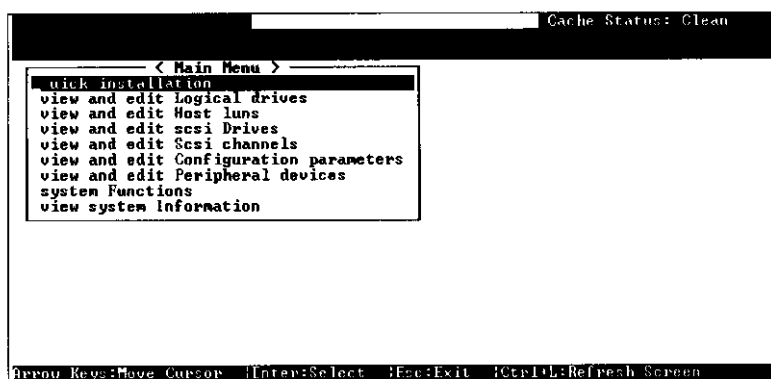 Cache Status: Clean
< Main Menu >
uick installation
view and edit Logical drives
view and edit Host luns
view and edit scsi Drives
view and edit Scsi channels
view and edit Configuration parameters
view and edit Peripheral devices
system Functions
view system Information
Arrow Keys:Move Cursor |Enter:Select |Esc:Exit |Ctrl+L:Refresh Screen